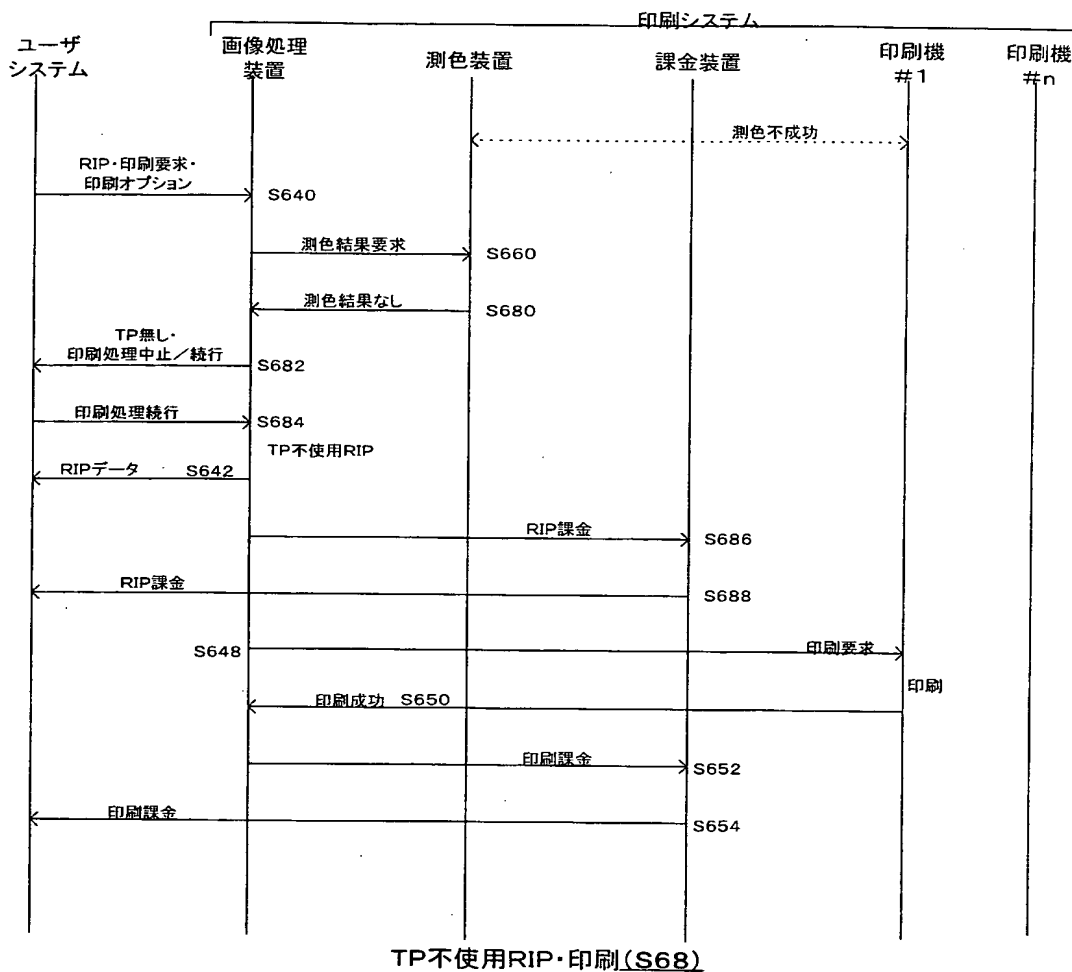 印刷システム
ユーザ
システム
画像処理
装置
測色装置
課金装置
印刷機
#1
印刷機
#n
測色不成功
RIP・印刷要求・
印刷オプション
S640
測色結果要求
S660
測色結果なし
S680
TP無し・
印刷処理中止/続行
S682
印刷処理続行
S684
TP不使用RIP
RIPデータ S642
RIP課金
S686
RIP課金
S688
S648
印刷要求
印刷
印刷成功 S650
印刷課金
S652
印刷課金
S654
TP不使用RIP・印刷(S68)